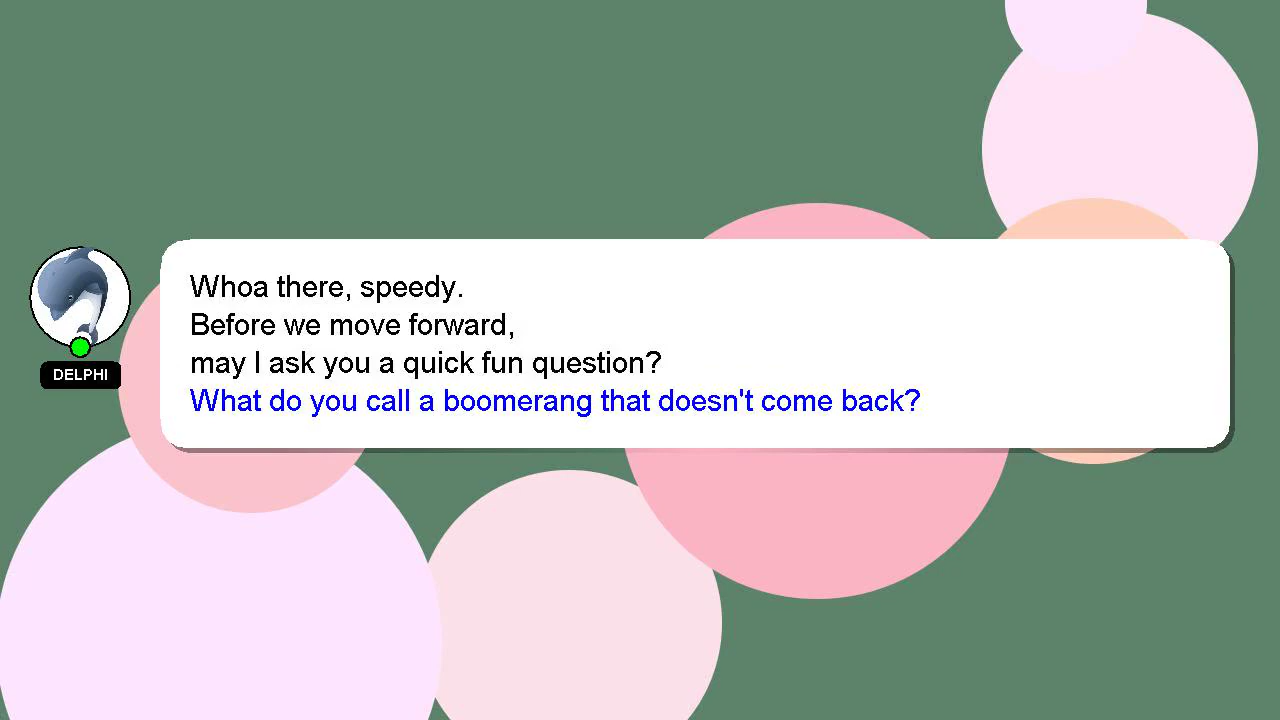 Whoa there, speedy.
Before we move forward,
may I ask you a quick fun question?
What do you call a boomerang that doesn't come back?
DELPHI